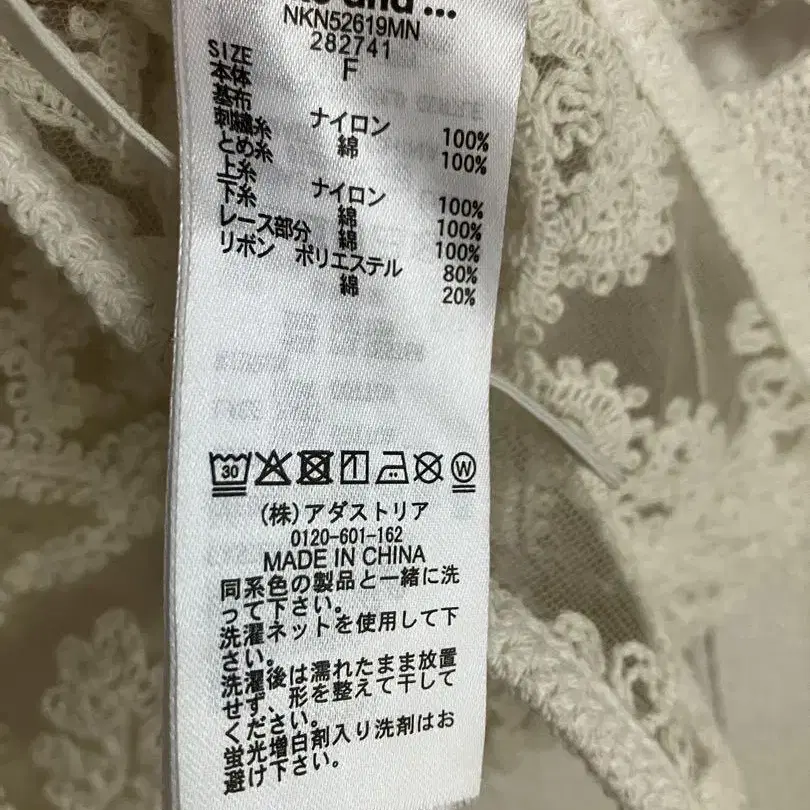 and ...
NKN52619MN
282741
SIZE F
本体
基布 ナイロン 100%
刺繍糸 綿 100%
とめ糸
上糸 ナイロン 100%
下糸 綿 100%
レース部分 綿 100%
リボン ポリエステル 80%
綿 20%
30 W
(株)アダストリア
0120-601-162
MADE IN CHINA
同系色の製品と一緒に洗
って下さい。
洗濯ネットを使用して下
さい。
洗濯後は濡れたまま放置
せず、形を整えて干して
ください。
蛍光増白剤入り洗剤はお
避け下さい。